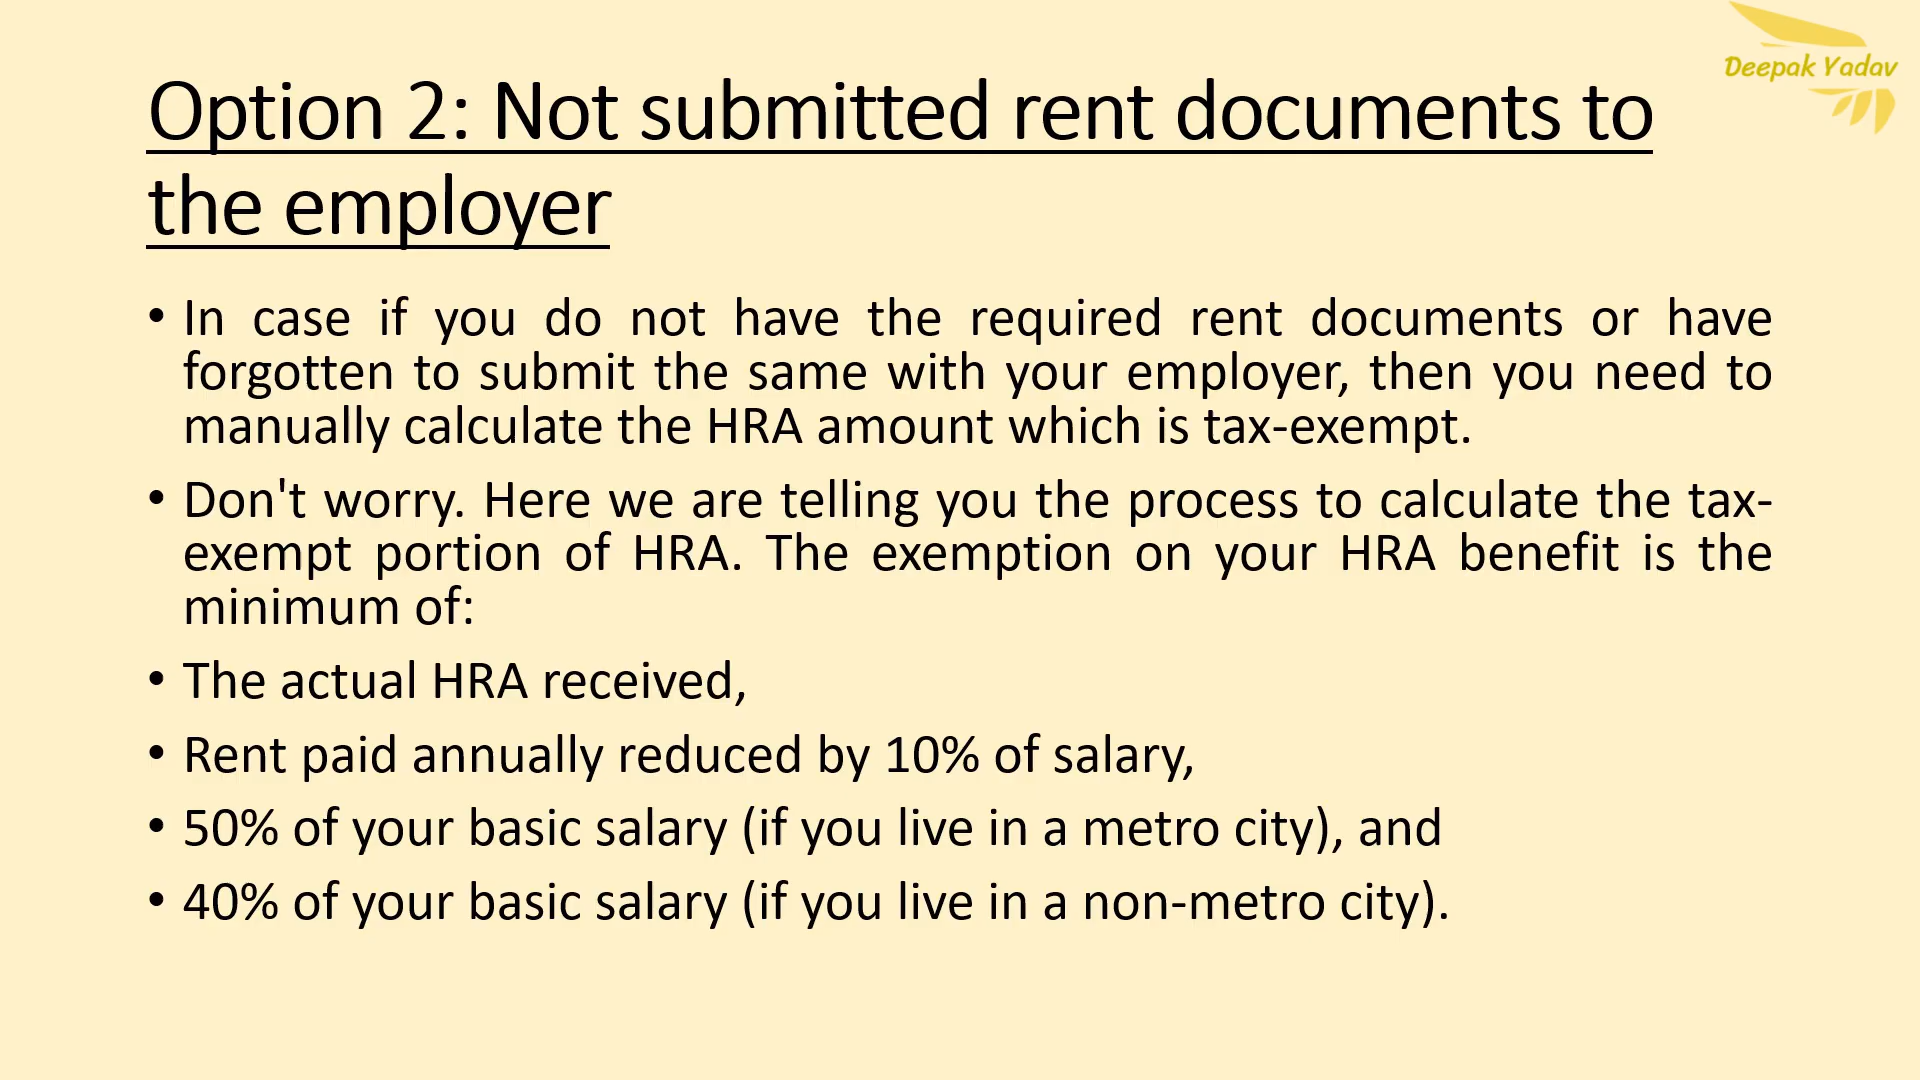 Deepak Yadav
Option 2: Not submitted rent documents to
the employer
• In case if you do not have the required rent documents or have
forgotten to submit the same with your employer, then you need to
manually calculate the HRA amount which is tax-exempt.
• Don't worry. Here we are telling you the process to calculate the tax-
exempt portion of HRA. The exemption on your HRA benefit is the
minimum of:
• The actual HRA received,
• Rent paid annually reduced by 10% of salary,
• 50% of your basic salary (if you live in a metro city), and
• 40% of your basic salary (if you live in a non-metro city).